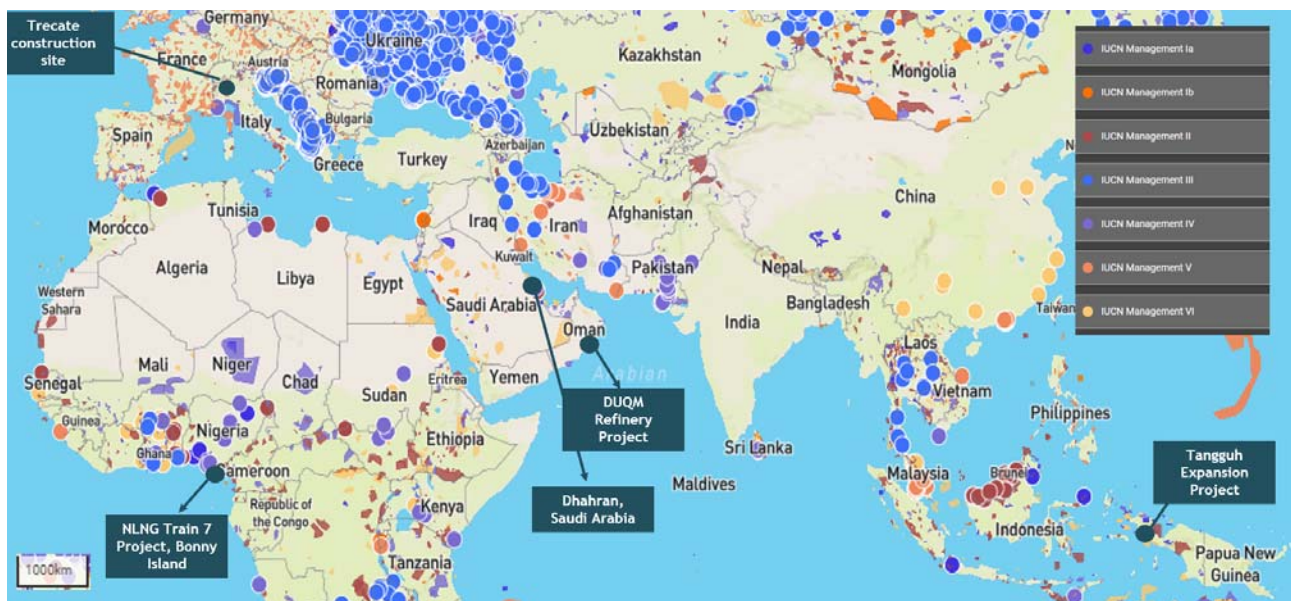 Trecate
construction
site
Germany
Ukraine
France
Austria
Romania
Bulgaria
Italy
Spain
Greece
Turkey
Azerbaijan
Kazakhstan
Uzbekistan
Mongolia
China
Morocco
Tunisia
Algeria
Libya
Egypt
Iraq
Iran
Kuwait
Afghanistan
Pakistan
Nepal
Bangladesh
India
Taiwan
Western
Sahara
Saudi Arabia
Oman
Yemen
Arabian
Mali
Niger
Chad
Sudan
Eritrea
Senegal
Guinea
Ghana
Nigeria
Cameroon
Ethiopia
Republic of
the Congo
Kenya
Tanzania
Laos
Vietnam
Philippines
Sri Lanka
Maldives
Malaysia
Brunei
Indonesia
Papua New
Guinea
IUCN Management Ia
IUCN Management Ib
IUCN Management II
IUCN Management III
IUCN Management IV
IUCN Management V
IUCN Management VI
DUQM
Refinery
Project
Dhahran,
Saudi Arabia
NLNG Train 7
Project, Bonny
Island
Tangguh
Expansion
Project
1000km